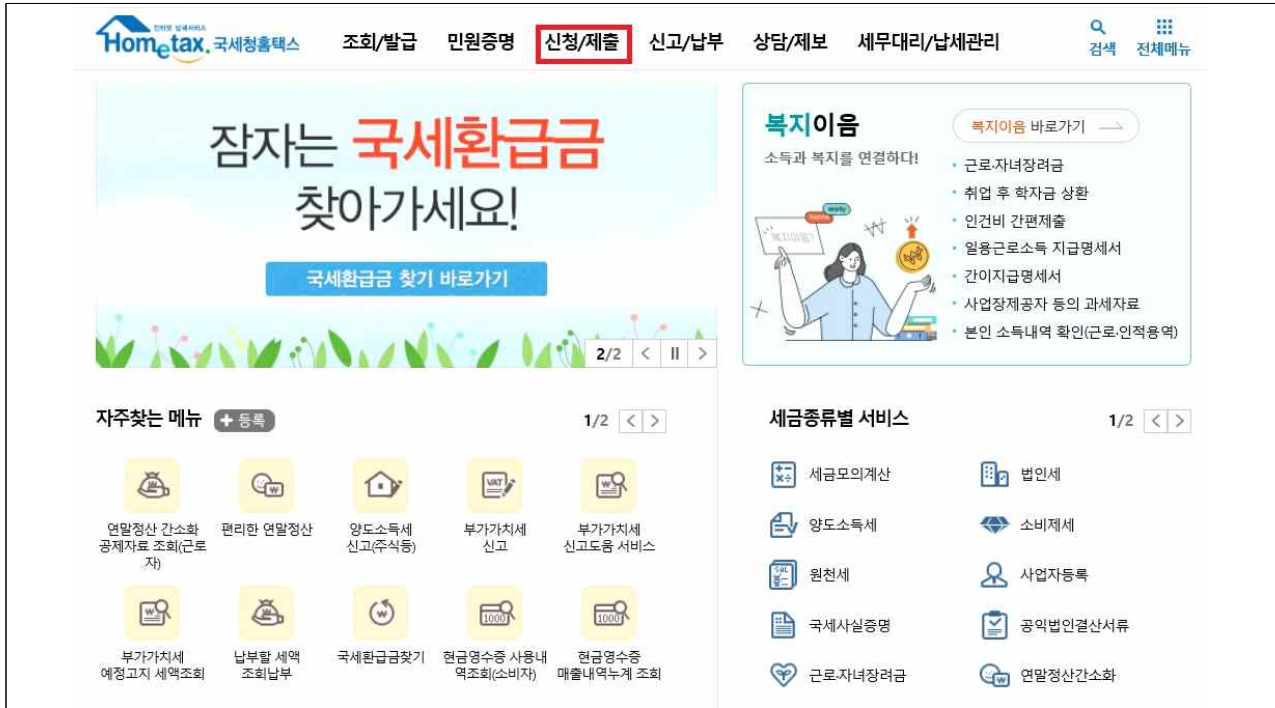 인터넷 납세서비스
Hometax. 국세청홈택스
조회/발급 민원증명 신청/제출 신고/납부 상담/제보 세무대리/납세관리
검색 전체메뉴
잠자는 국세환급금
찾아가세요!
국세환급금 찾기 바로가기
2/2
복지이음
복지이음 바로가기
소득과 복지를 연결하다!
복지이음?
근로·자녀장려금
취업 후 학자금 상환
인건비 간편제출
일용근로소득 지급명세서
간이지급명세서
사업장제공자 등의 과세자료
본인 소득내역 확인(근로·인적용역)
자주찾는 메뉴 + 등록 1/2
연말정산 간소화
공제자료 조회(근로
자)
편리한 연말정산
양도소득세
신고(주식등)
VAT
부가가치세
신고
부가가치세
신고도움 서비스
부가가치세
예정고지 세액조회
납부할 세액
조회납부
국세환급금찾기
1000
현금영수증 사용내
역조회(소비자)
1000
현금영수증
매출내역누계 조회
세금종류별 서비스 1/2
세금모의계산
법인세
양도소득세
소비제세
원천세
사업자등록
국세사실증명
공익법인결산서류
근로·자녀장려금
연말정산간소화